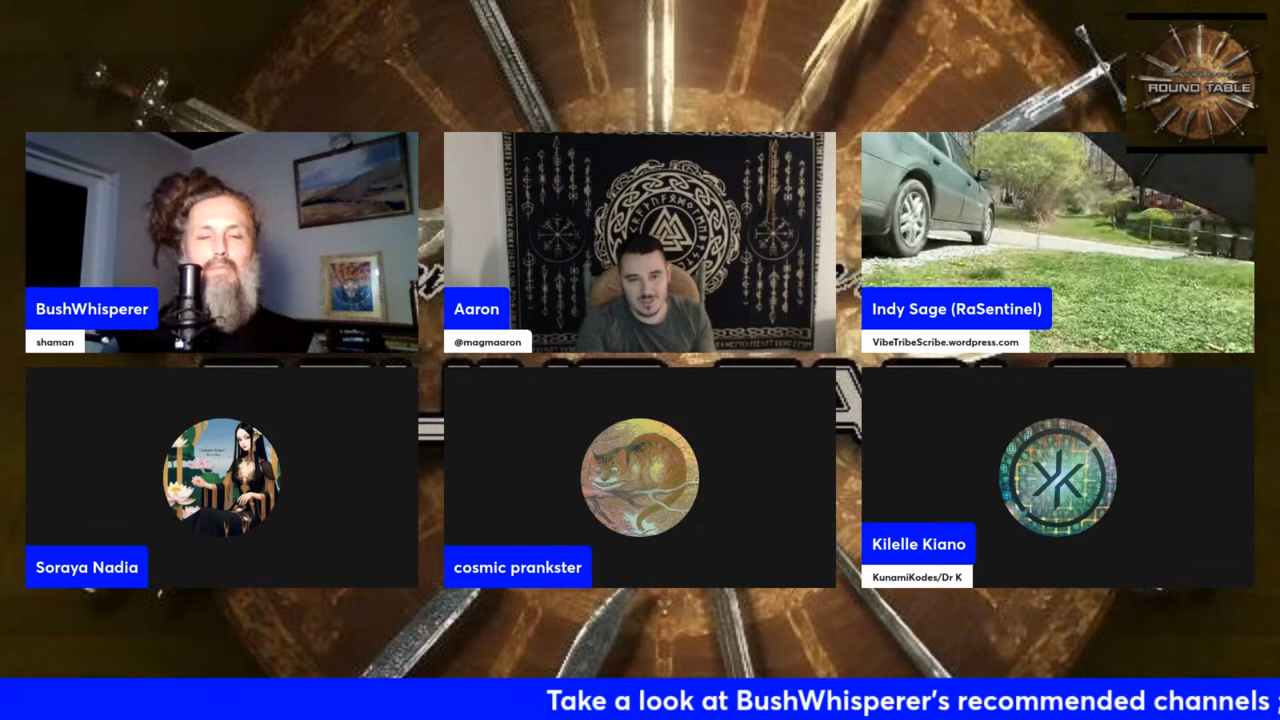 ROUND TABLE
BushWhisperer
shaman
Aaron
@magmaaron
Indy Sage (RaSentinel)
VibeTribeScribe.wordpress.com
Soraya Nadia
cosmic prankster
Kilelle Kiano
KunamiKodes/Dr K
Take a look at BushWhisperer's recommended channels